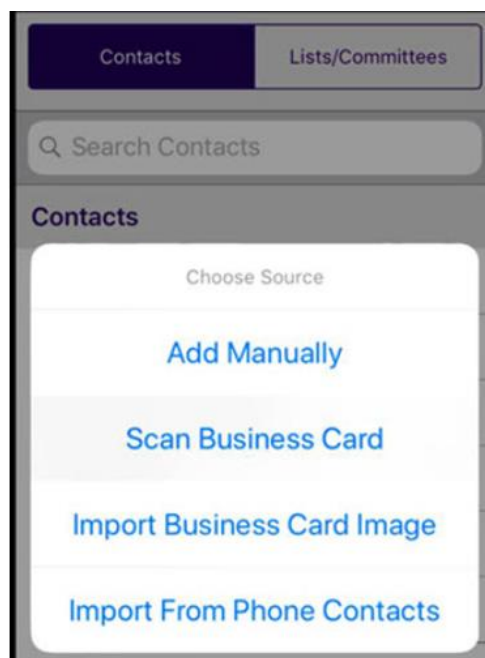 Contacts
Lists/Committees
Search Contacts
Contacts
Choose Source
Add Manually
Scan Business Card
Import Business Card Image
Import From Phone Contacts